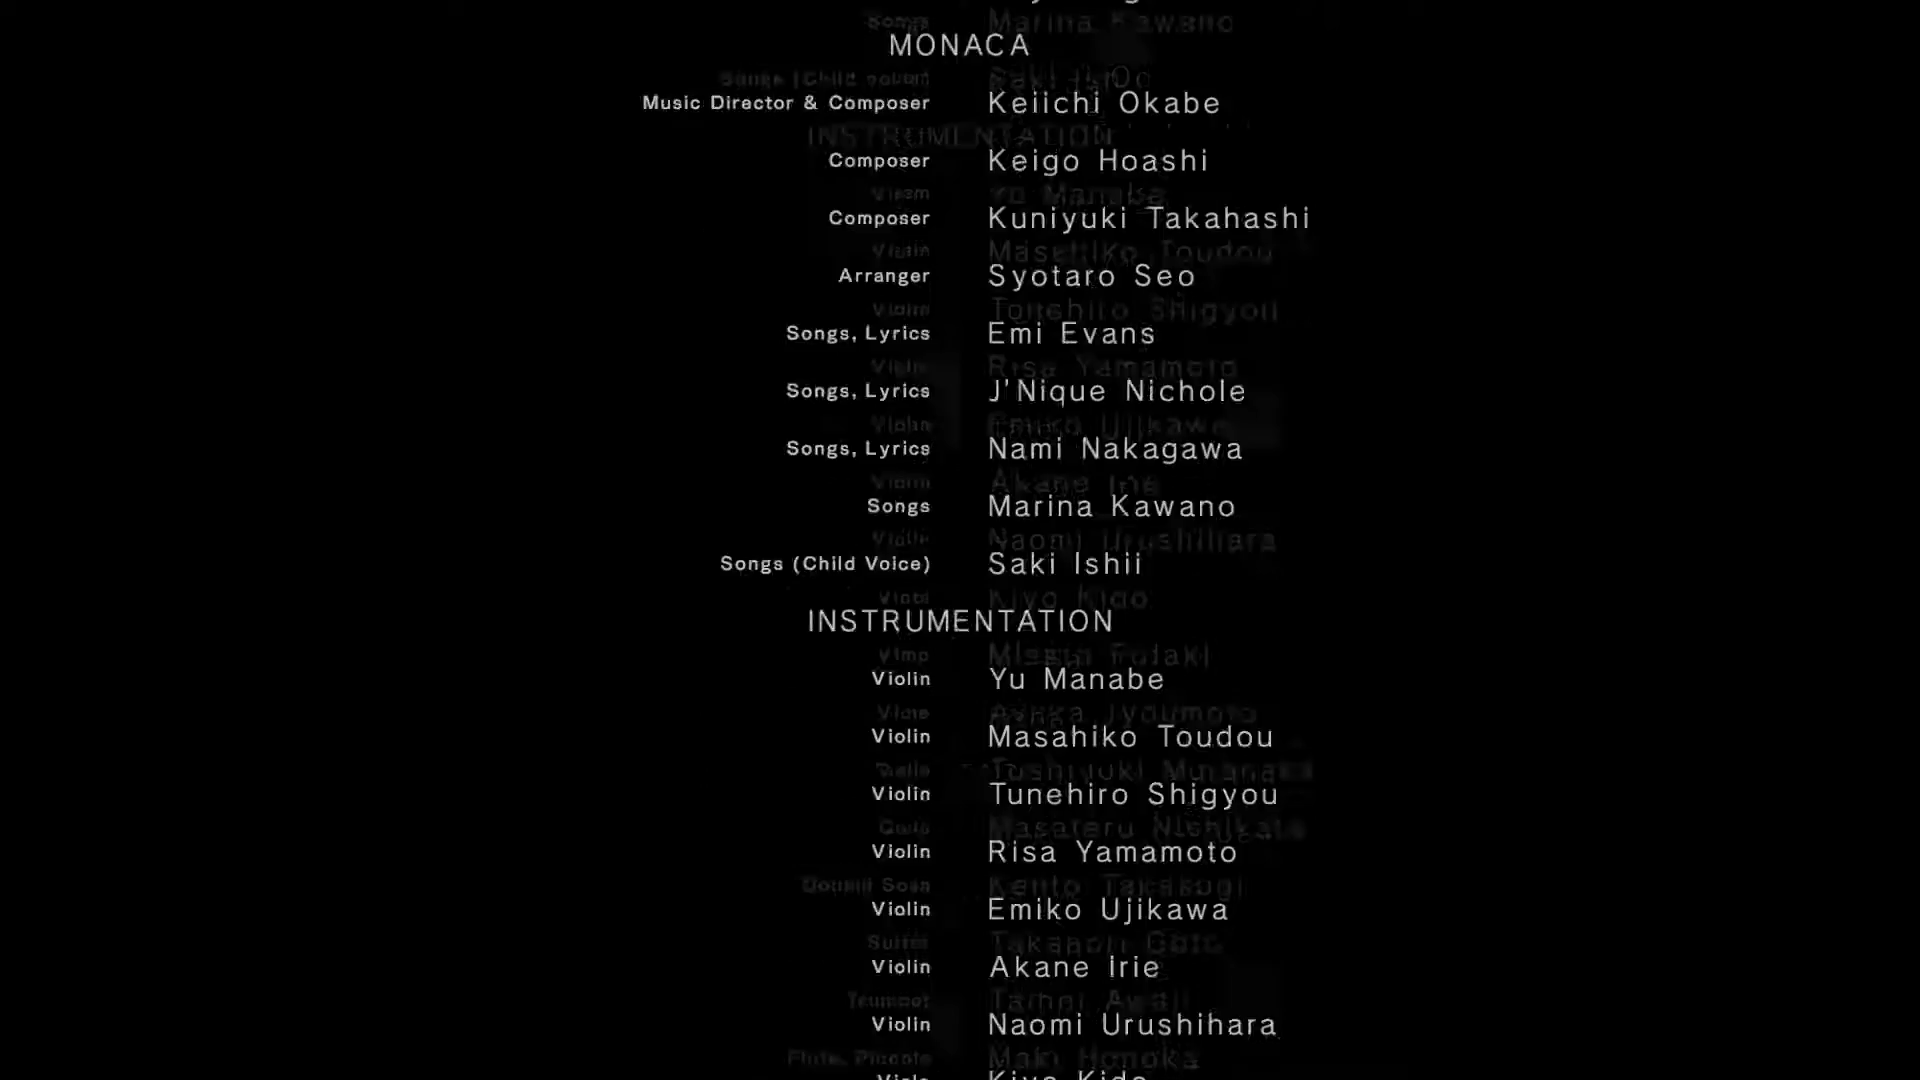 MONACA
Music Director & Composer Keiichi Okabe
Composer Keigo Hoashi
Composer Kuniyuki Takahashi
Arranger Syotaro Seo
Songs, Lyrics Emi Evans
Songs, Lyrics J'Nique Nichole
Songs, Lyrics Nami Nakagawa
Songs Marina Kawano
Songs (Child Voice) Saki Ishii
INSTRUMENTATION
Violin Yu Manabe
Violin Masahiko Toudou
Violin Tunehiro Shigyou
Violin Risa Yamamoto
Violin Emiko Ujikawa
Violin Akane Irie
Violin Naomi Urushihara